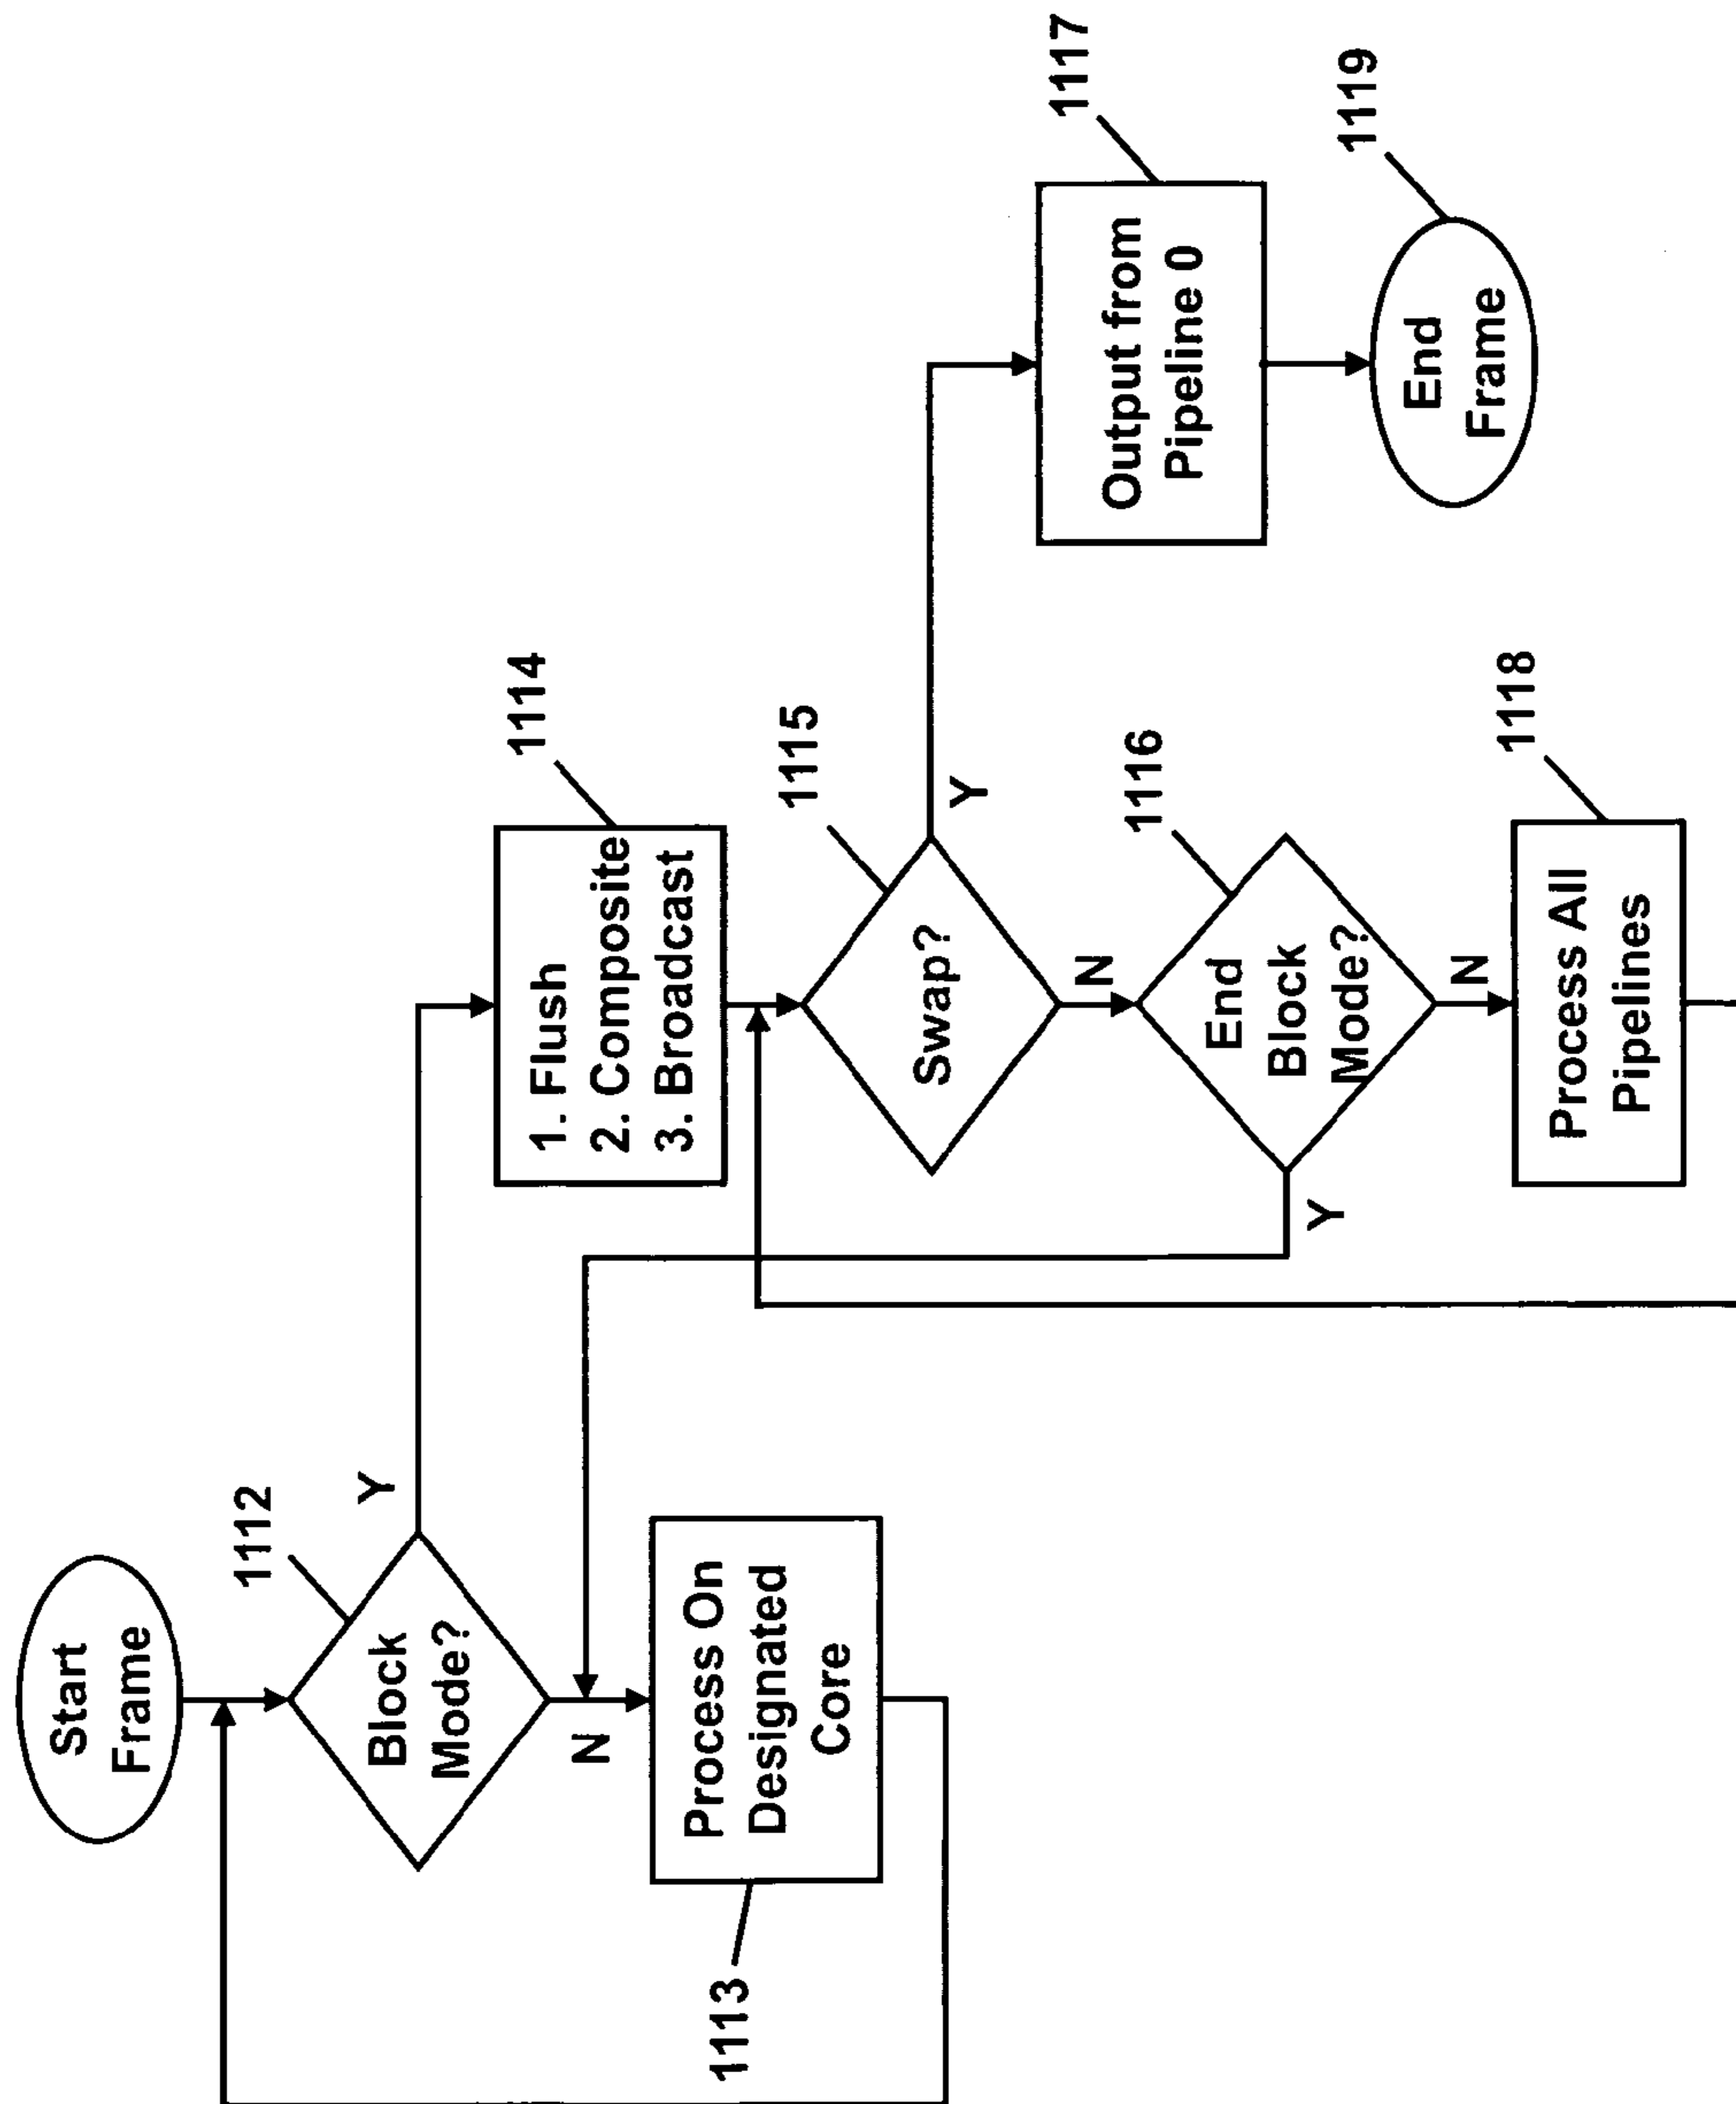 Start
Frame
1112
Block
Mode?
Y
N
Process On
Designated
Core
1113
1114
1. Flush
2. Composite
3. Broadcast
1115
Swap?
Y
N
1116
End
Block
Mode?
Y
N
1118
Process All
Pipelines
1117
Output from
Pipeline 0
1119
End
Frame